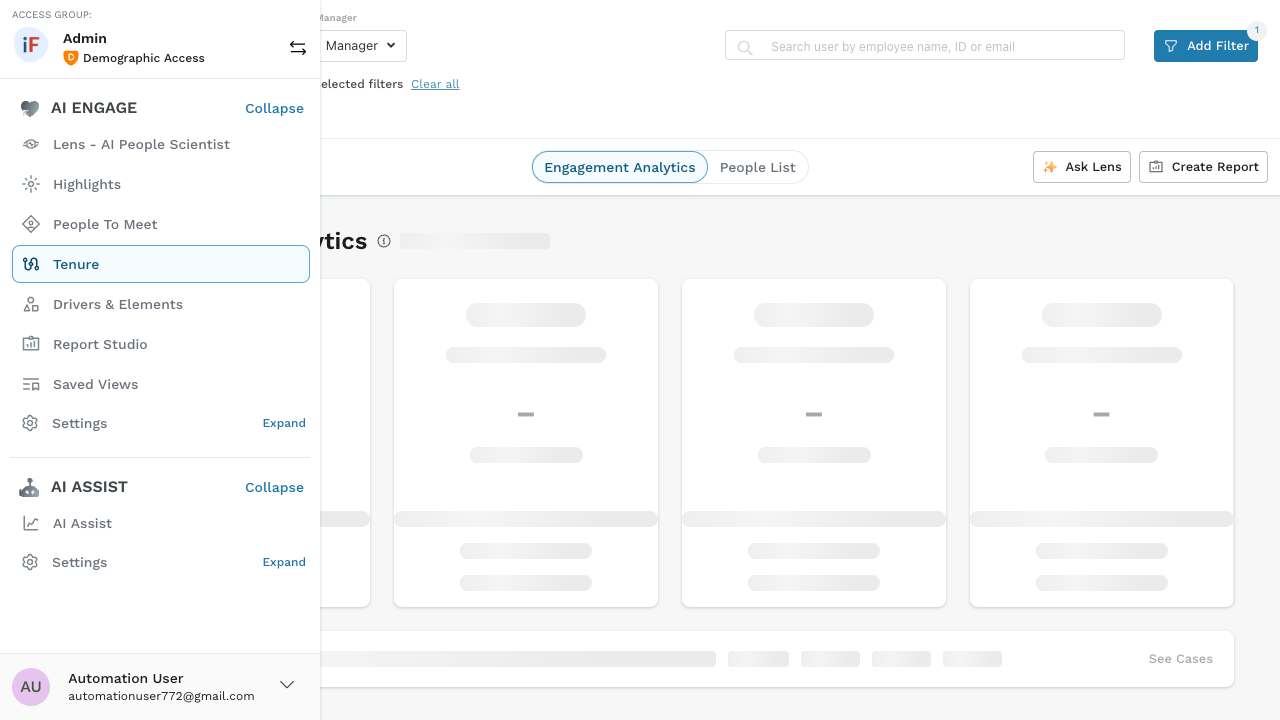 ACCESS GROUP:
iF
Admin
Demographic Access
AI ENGAGE
Collapse
Lens - AI People Scientist
Highlights
People To Meet
Tenure
Drivers & Elements
Report Studio
Saved Views
Settings
Expand
AI ASSIST
Collapse
AI Assist
Settings
Expand
AU
Automation User
automationuser772@gmail.com
Manager
Manager
Search user by employee name, ID or email
Add Filter
1
elected filters
Clear all
Engagement Analytics
People List
Ask Lens
Create Report
ytics
See Cases